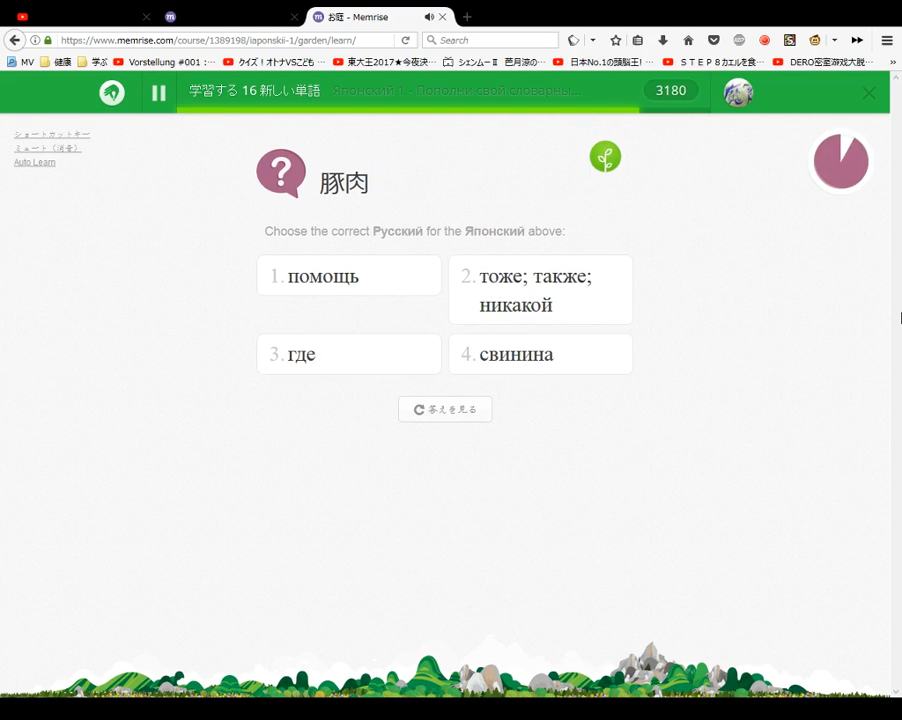 お庭 - Memrise
https://www.memrise.com/course/1389198/iaponskii-1/garden/learn/
Search
MV 健康 学ぶ Vorstellung #001 : ··· クイズ！オトナVSこども ··· 東大王2017★今夜決··· シェンムーⅡ 芭月涼の··· 日本No.1の頭脳王! ··· ＳＴＥＰ８カエルを食··· DERO密室游戏大脱···
学習する 16 新しい単語 Японский 1 - Пополни свой словарны... 3180
ショートカットキー
ミュート（消音）
Auto Learn
豚肉
Choose the correct Русский for the Японский above:
1. помощь
2. тоже; также;
никакой
3. где
4. свинина
答えを見る